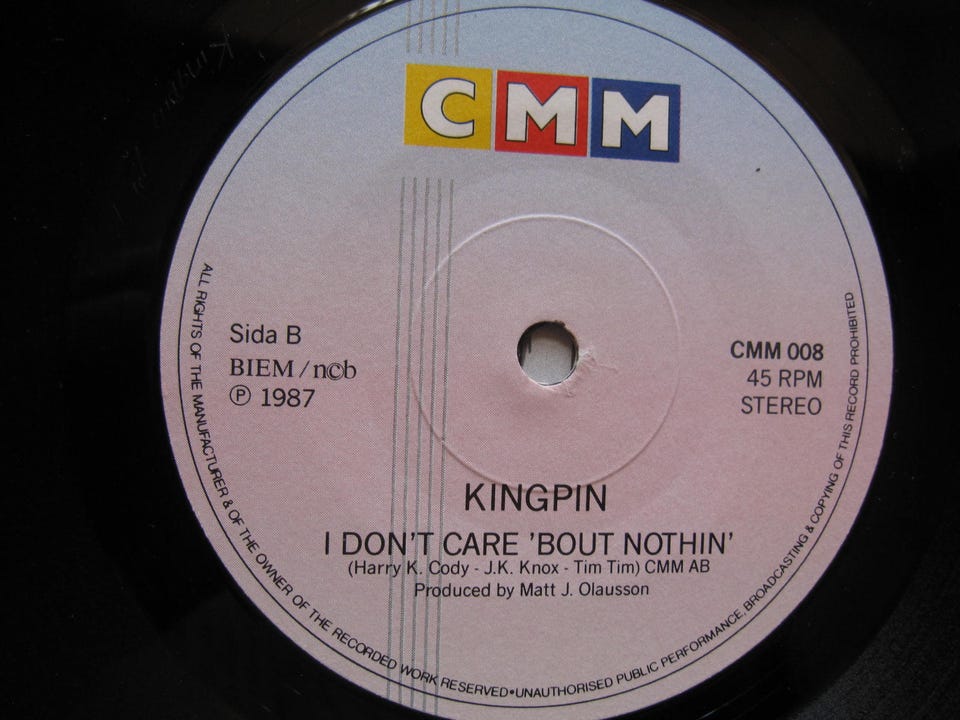 CMM
Sida B
BIEM/n©b
℗ 1987
CMM 008
45 RPM
STEREO
KINGPIN
I DON'T CARE 'BOUT NOTHIN'
(Harry K. Cody - J.K. Knox - Tim Tim) CMM AB
Produced by Matt J. Olausson
ALL RIGHTS OF THE MANUFACTURER & OF THE OWNER OF THE RECORDED WORK RESERVED•UNAUTHORISED PUBLIC PERFORMANCE, BROADCASTING & COPYING OF THIS RECORD PROHIBITED